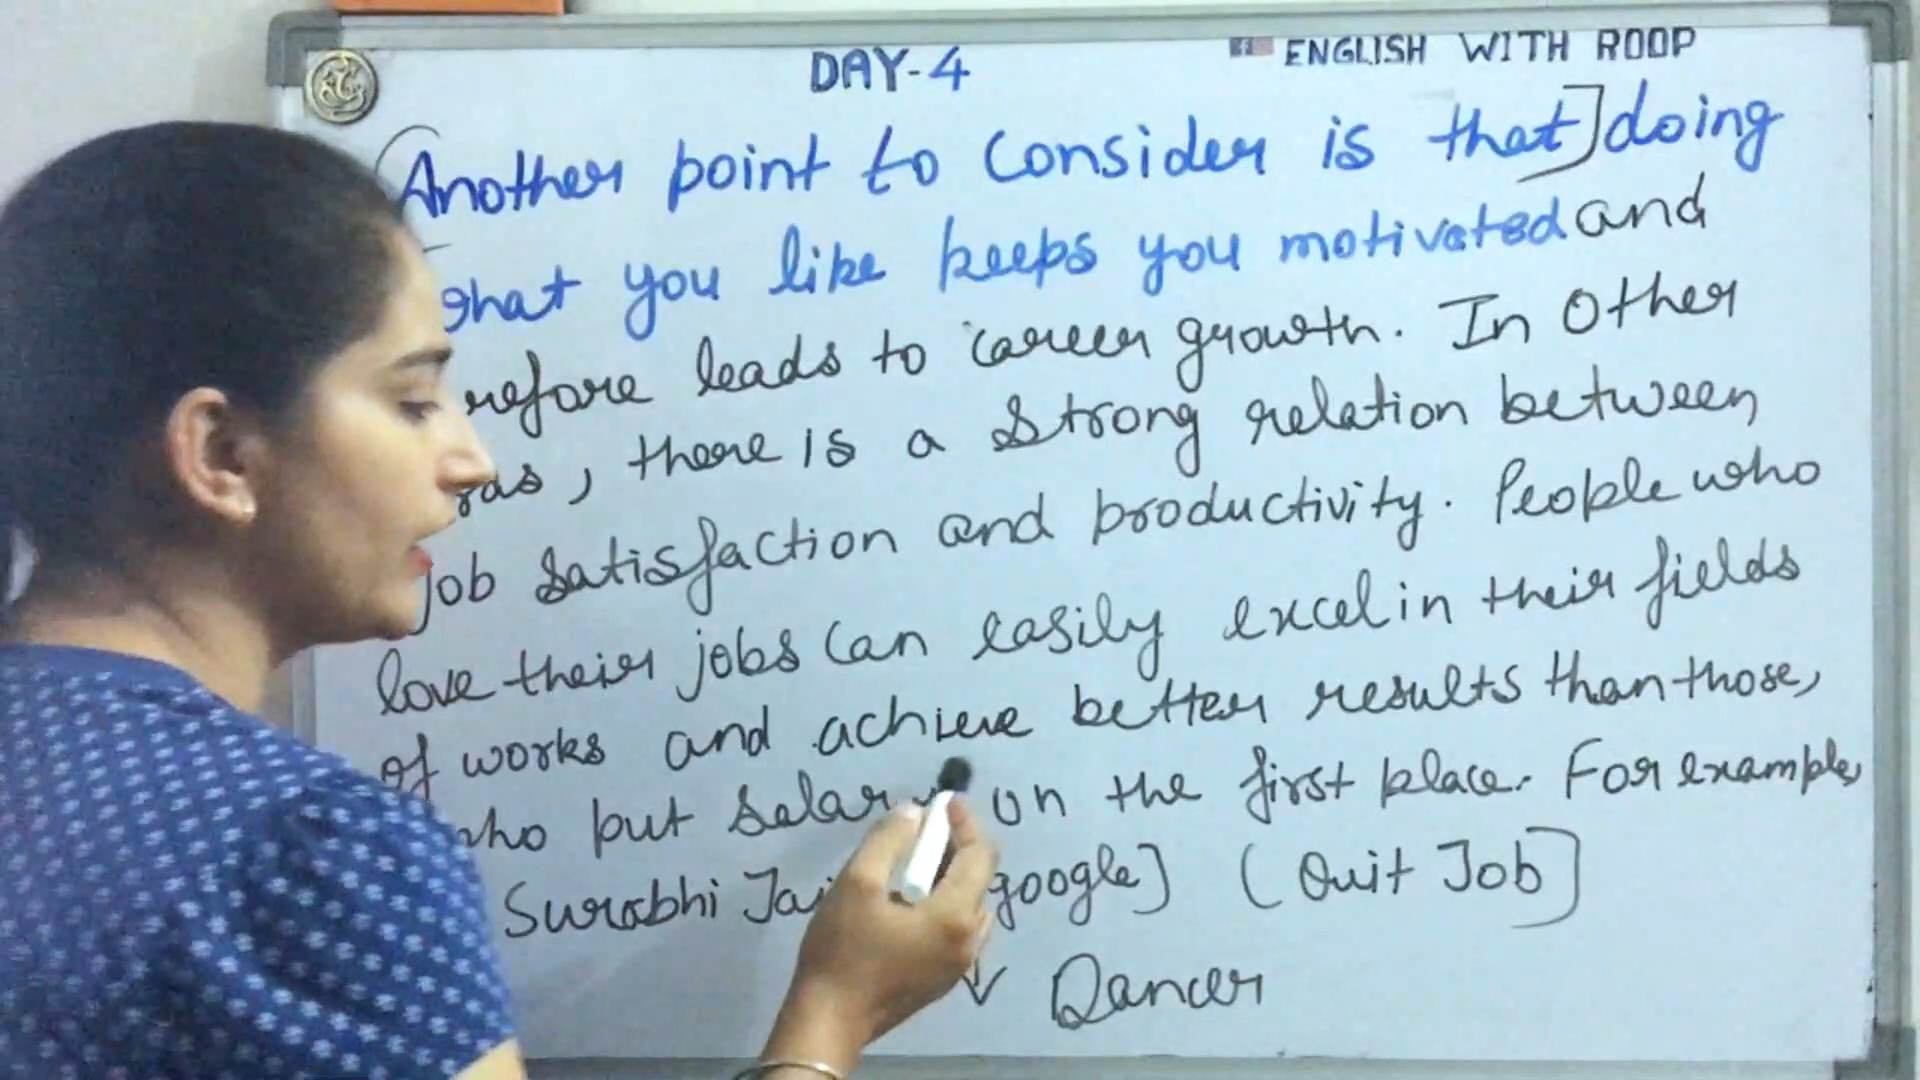 DAY-4
ENGLISH WITH ROOP
(Another point to consider is that] doing
what you like keeps you motivated and
refore leads to career growth. In Other
, there is a strong relation between
job satisfaction and productivity. People who
love their jobs can easily excel in their fields
of works and achieve better results than those,
who put salary on the first place. For example,
Surabhi Jai google] (Quit Job]
Dancer